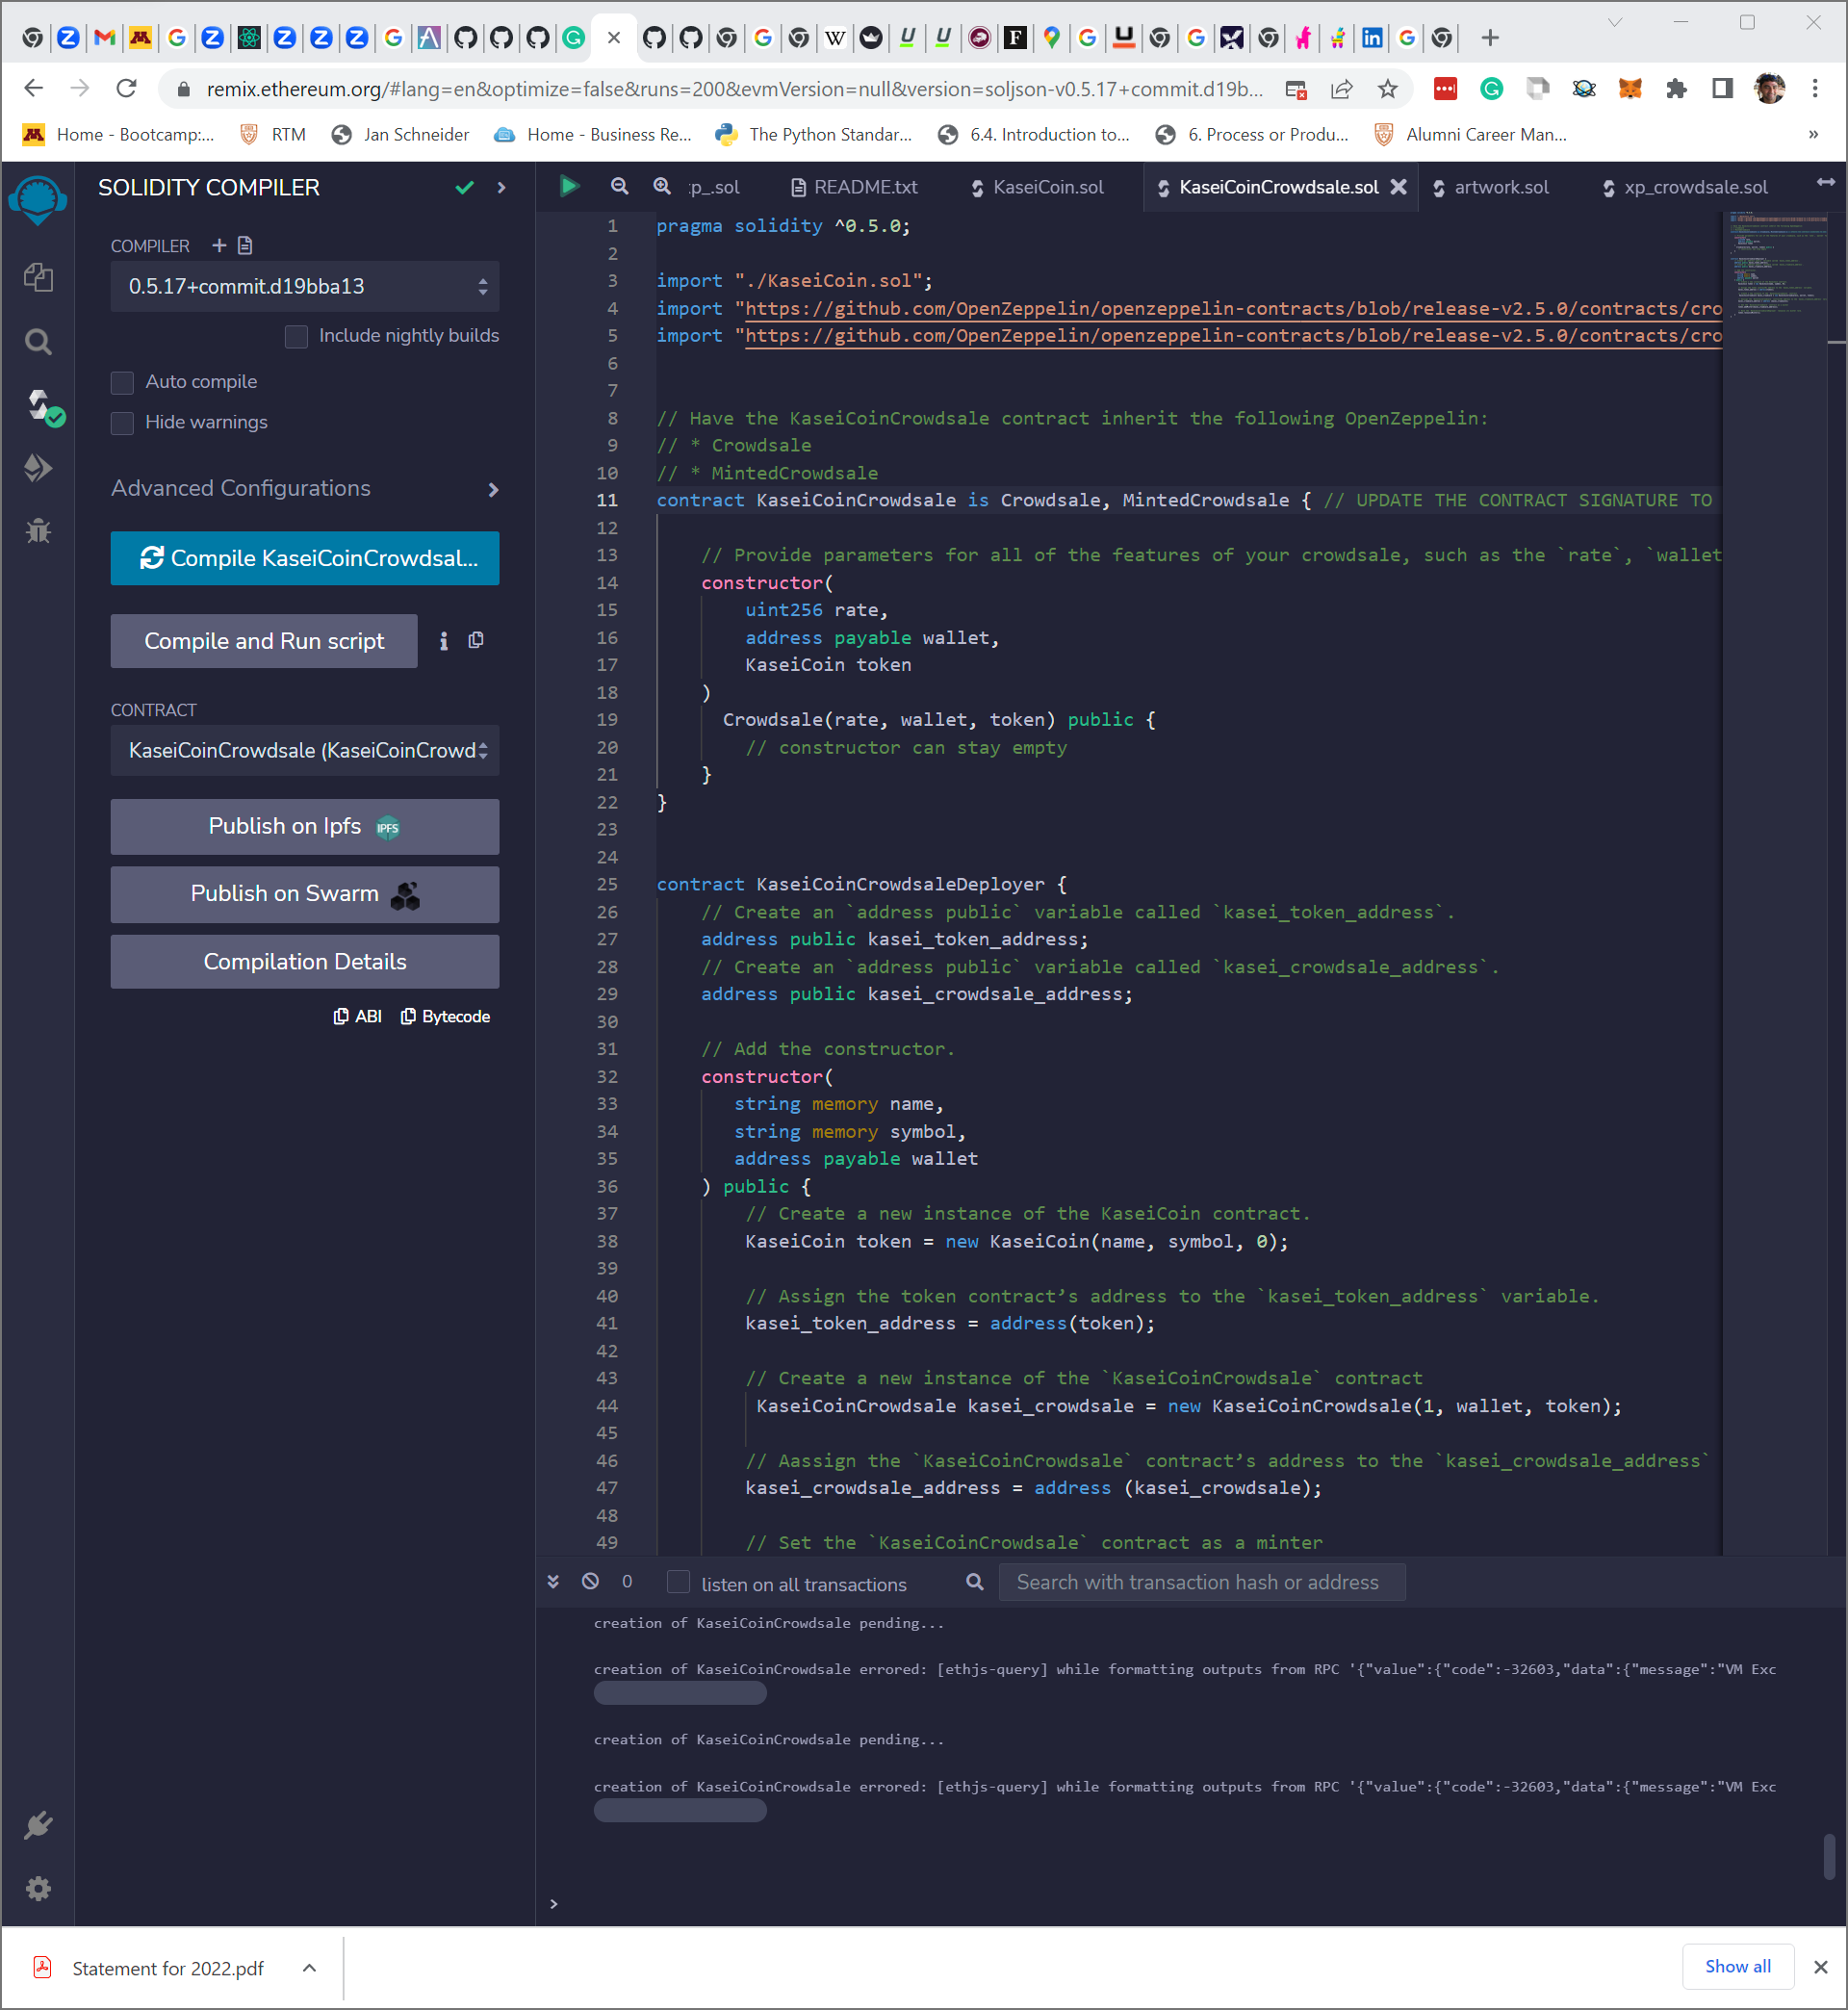 remix.ethereum.org/#lang=en&optimize=false&runs=200&evmVersion=null&version=soljson-v0.5.17+commit.d19b...
Home - Bootcamp:...
RTM
Jan Schneider
Home - Business Re...
The Python Standar...
6.4. Introduction to...
6. Process or Produ...
Alumni Career Man...
»
SOLIDITY COMPILER
COMPILER
0.5.17+commit.d19bba13
Include nightly builds
Auto compile
Hide warnings
Advanced Configurations
Compile KaseiCoinCrowdsal...
Compile and Run script
CONTRACT
KaseiCoinCrowdsale (KaseiCoinCrowd
Publish on Ipfs
IPFS
Publish on Swarm
Compilation Details
ABI
Bytecode
:p_.sol
README.txt
KaseiCoin.sol
KaseiCoinCrowdsale.sol
artwork.sol
xp_crowdsale.sol
1 pragma solidity ^0.5.0;
2
3 import "./KaseiCoin.sol";
4 import "https://github.com/OpenZeppelin/openzeppelin-contracts/blob/release-v2.5.0/contracts/cro
5 import "https://github.com/OpenZeppelin/openzeppelin-contracts/blob/release-v2.5.0/contracts/cro
6
7
8 // Have the KaseiCoinCrowdsale contract inherit the following OpenZeppelin:
9 // * Crowdsale
10 // * MintedCrowdsale
11 contract KaseiCoinCrowdsale is Crowdsale, MintedCrowdsale { // UPDATE THE CONTRACT SIGNATURE TO
12
13 // Provide parameters for all of the features of your crowdsale, such as the `rate`, `wallet
14 constructor(
15 uint256 rate,
16 address payable wallet,
17 KaseiCoin token
18 )
19 Crowdsale(rate, wallet, token) public {
20 // constructor can stay empty
21 }
22 }
23
24
25 contract KaseiCoinCrowdsaleDeployer {
26 // Create an `address public` variable called `kasei_token_address`.
27 address public kasei_token_address;
28 // Create an `address public` variable called `kasei_crowdsale_address`.
29 address public kasei_crowdsale_address;
30
31 // Add the constructor.
32 constructor(
33 string memory name,
34 string memory symbol,
35 address payable wallet
36 ) public {
37 // Create a new instance of the KaseiCoin contract.
38 KaseiCoin token = new KaseiCoin(name, symbol, 0);
39
40 // Assign the token contract’s address to the `kasei_token_address` variable.
41 kasei_token_address = address(token);
42
43 // Create a new instance of the `KaseiCoinCrowdsale` contract
44 KaseiCoinCrowdsale kasei_crowdsale = new KaseiCoinCrowdsale(1, wallet, token);
45
46 // Aassign the `KaseiCoinCrowdsale` contract’s address to the `kasei_crowdsale_address`
47 kasei_crowdsale_address = address (kasei_crowdsale);
48
49 // Set the `KaseiCoinCrowdsale` contract as a minter
0
listen on all transactions
Search with transaction hash or address
creation of KaseiCoinCrowdsale pending...
creation of KaseiCoinCrowdsale errored: [ethjs-query] while formatting outputs from RPC '{"value":{"code":-32603,"data":{"message":"VM Exc
creation of KaseiCoinCrowdsale pending...
creation of KaseiCoinCrowdsale errored: [ethjs-query] while formatting outputs from RPC '{"value":{"code":-32603,"data":{"message":"VM Exc
>
Statement for 2022.pdf
Show all